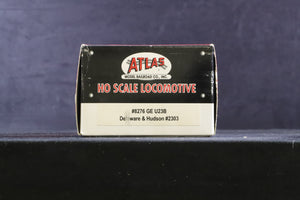 ATLAS
MODEL RAILROAD CO., INC.
HO SCALE LOCOMOTIVE
#8276 GE U23B
Delaware & Hudson #2303